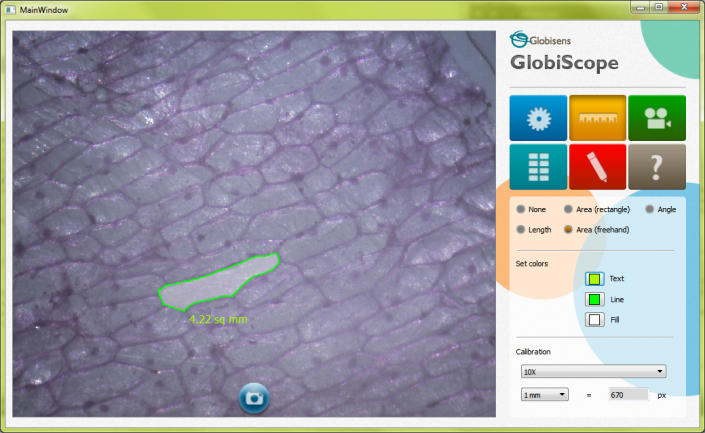 MainWindow
Globisens
GlobiScope
?
None
Area (rectangle)
Angle
Length
Area (freehand)
Set colors
Text
Line
Fill
4.22 sq mm
Calibration
10X
1 mm = 670 px